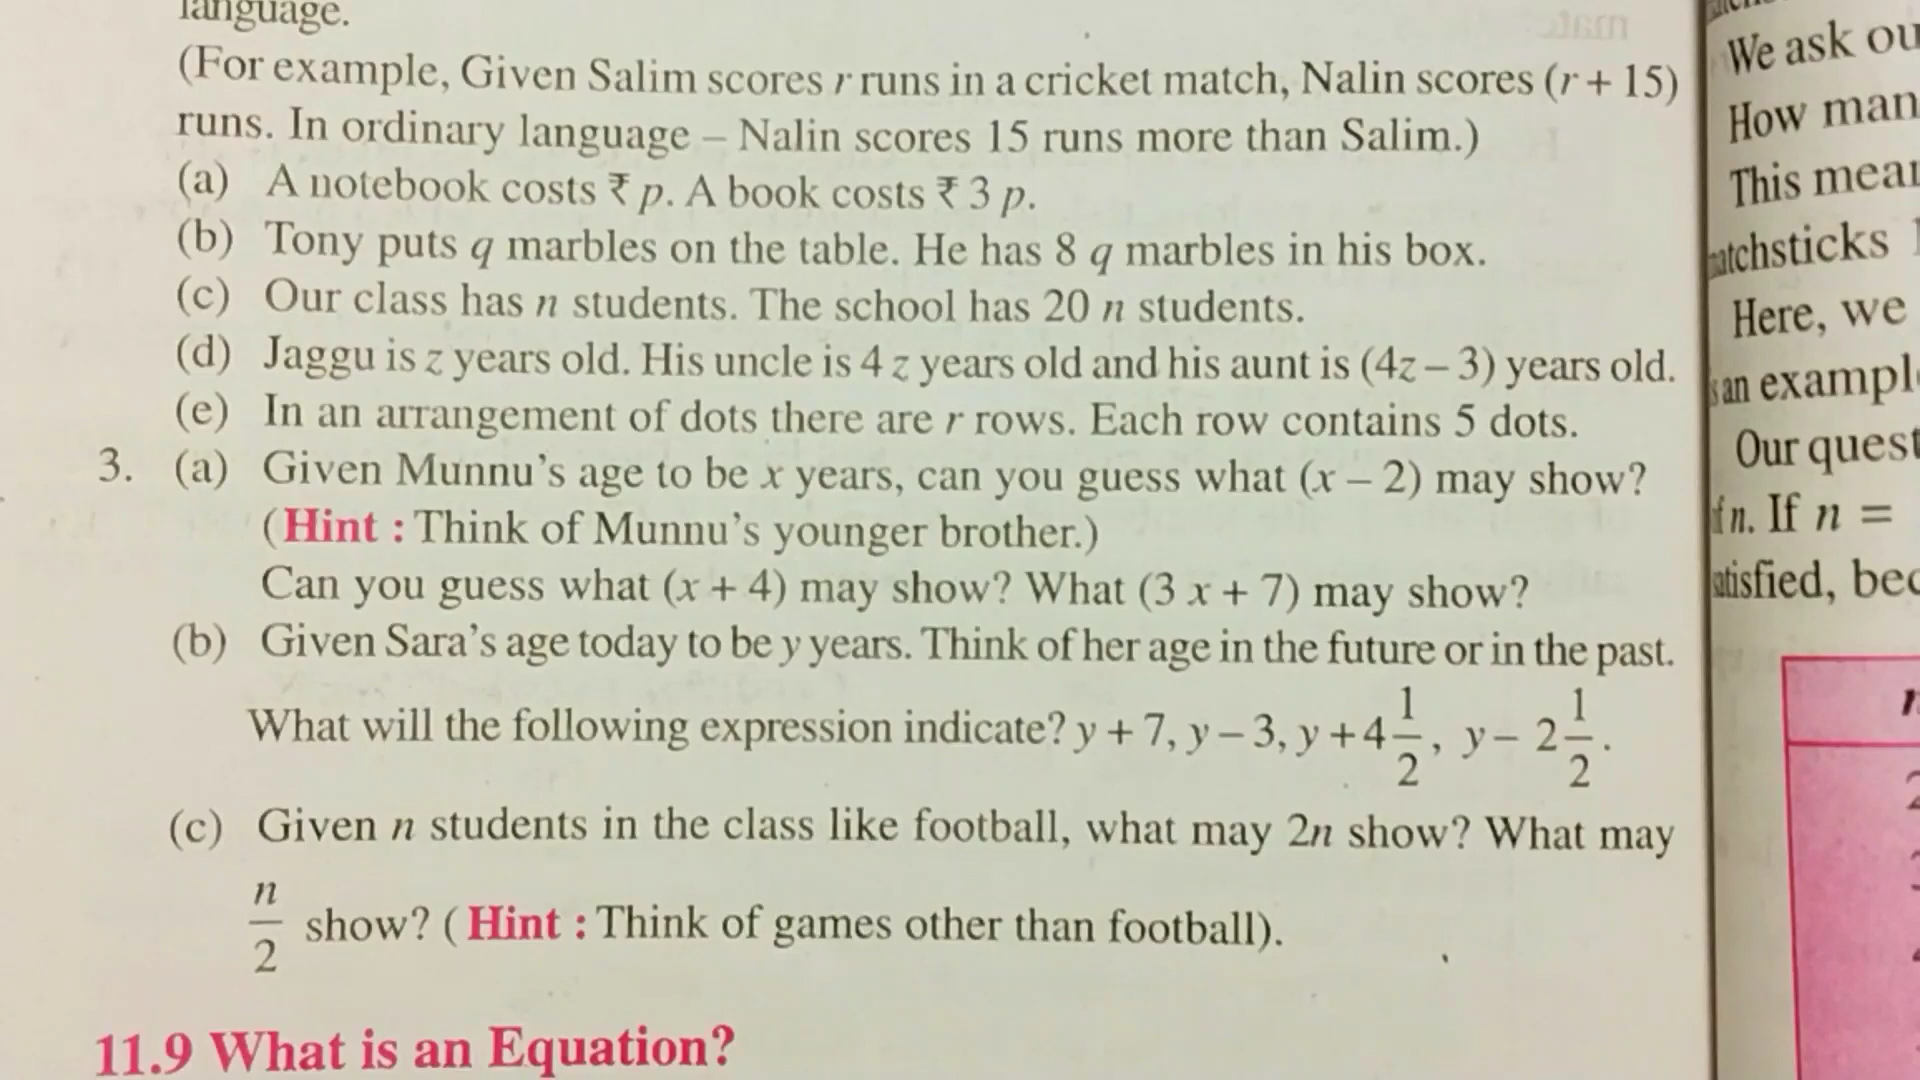 language.
(For example, Given Salim scores r runs in a cricket match, Nalin scores (r + 15)
runs. In ordinary language – Nalin scores 15 runs more than Salim.)
(a) A notebook costs ₹ p. A book costs ₹ 3 p.
(b) Tony puts q marbles on the table. He has 8 q marbles in his box.
(c) Our class has n students. The school has 20 n students.
(d) Jaggu is z years old. His uncle is 4 z years old and his aunt is (4z – 3) years old.
(e) In an arrangement of dots there are r rows. Each row contains 5 dots.
3. (a) Given Munnu's age to be x years, can you guess what (x – 2) may show?
(Hint : Think of Munnu's younger brother.)
Can you guess what (x + 4) may show? What (3 x + 7) may show?
(b) Given Sara's age today to be y years. Think of her age in the future or in the past.
What will the following expression indicate? y + 7, y – 3, y + 4 1/2, y – 2 1/2.
(c) Given n students in the class like football, what may 2n show? What may
n/2 show? (Hint : Think of games other than football).
11.9 What is an Equation?
We ask
How
This
Here, we
an
Our
n. If n =
n